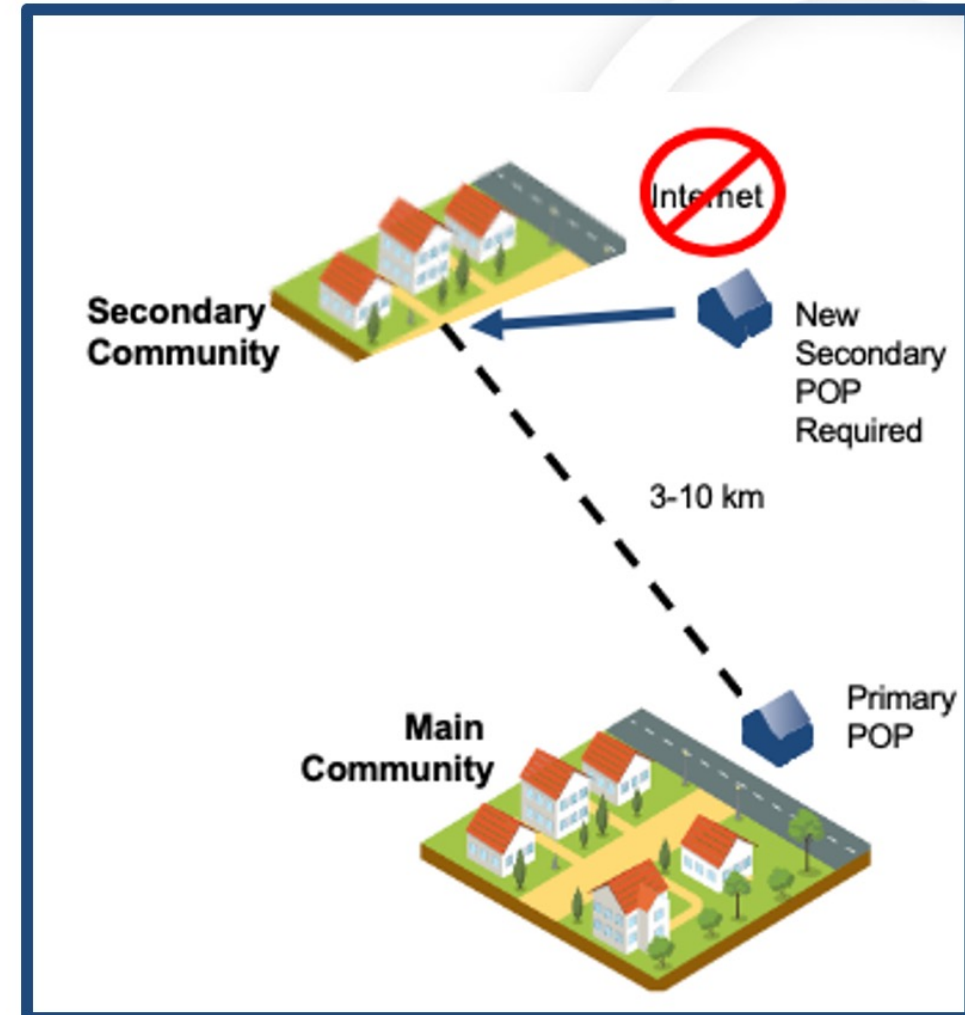 Internet
Secondary
Community
New
Secondary
POP
Required
3-10 km
Primary
POP
Main
Community